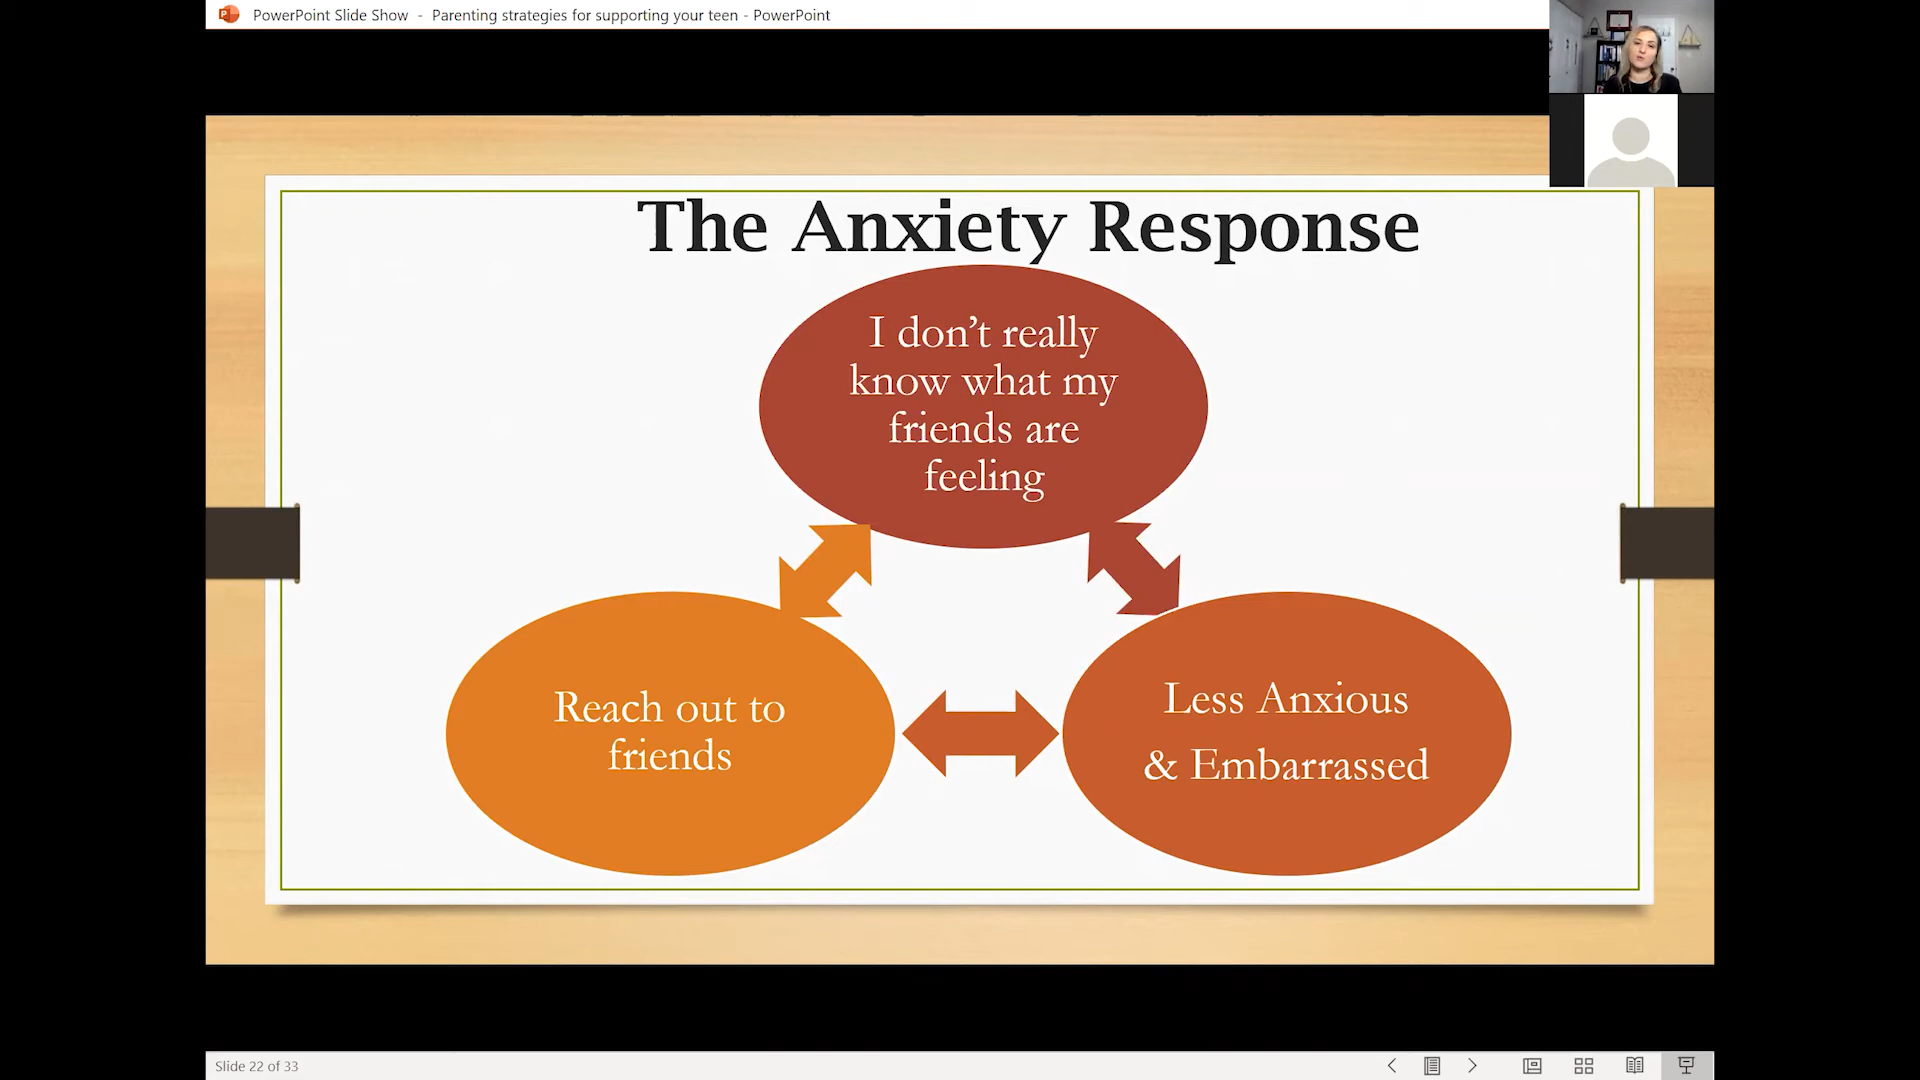 PowerPoint Slide Show - Parenting strategies for supporting your teen - PowerPoint
The Anxiety Response
I don’t really
know what my
friends are
feeling
Reach out to
friends
Less Anxious
& Embarrassed
Slide 22 of 33